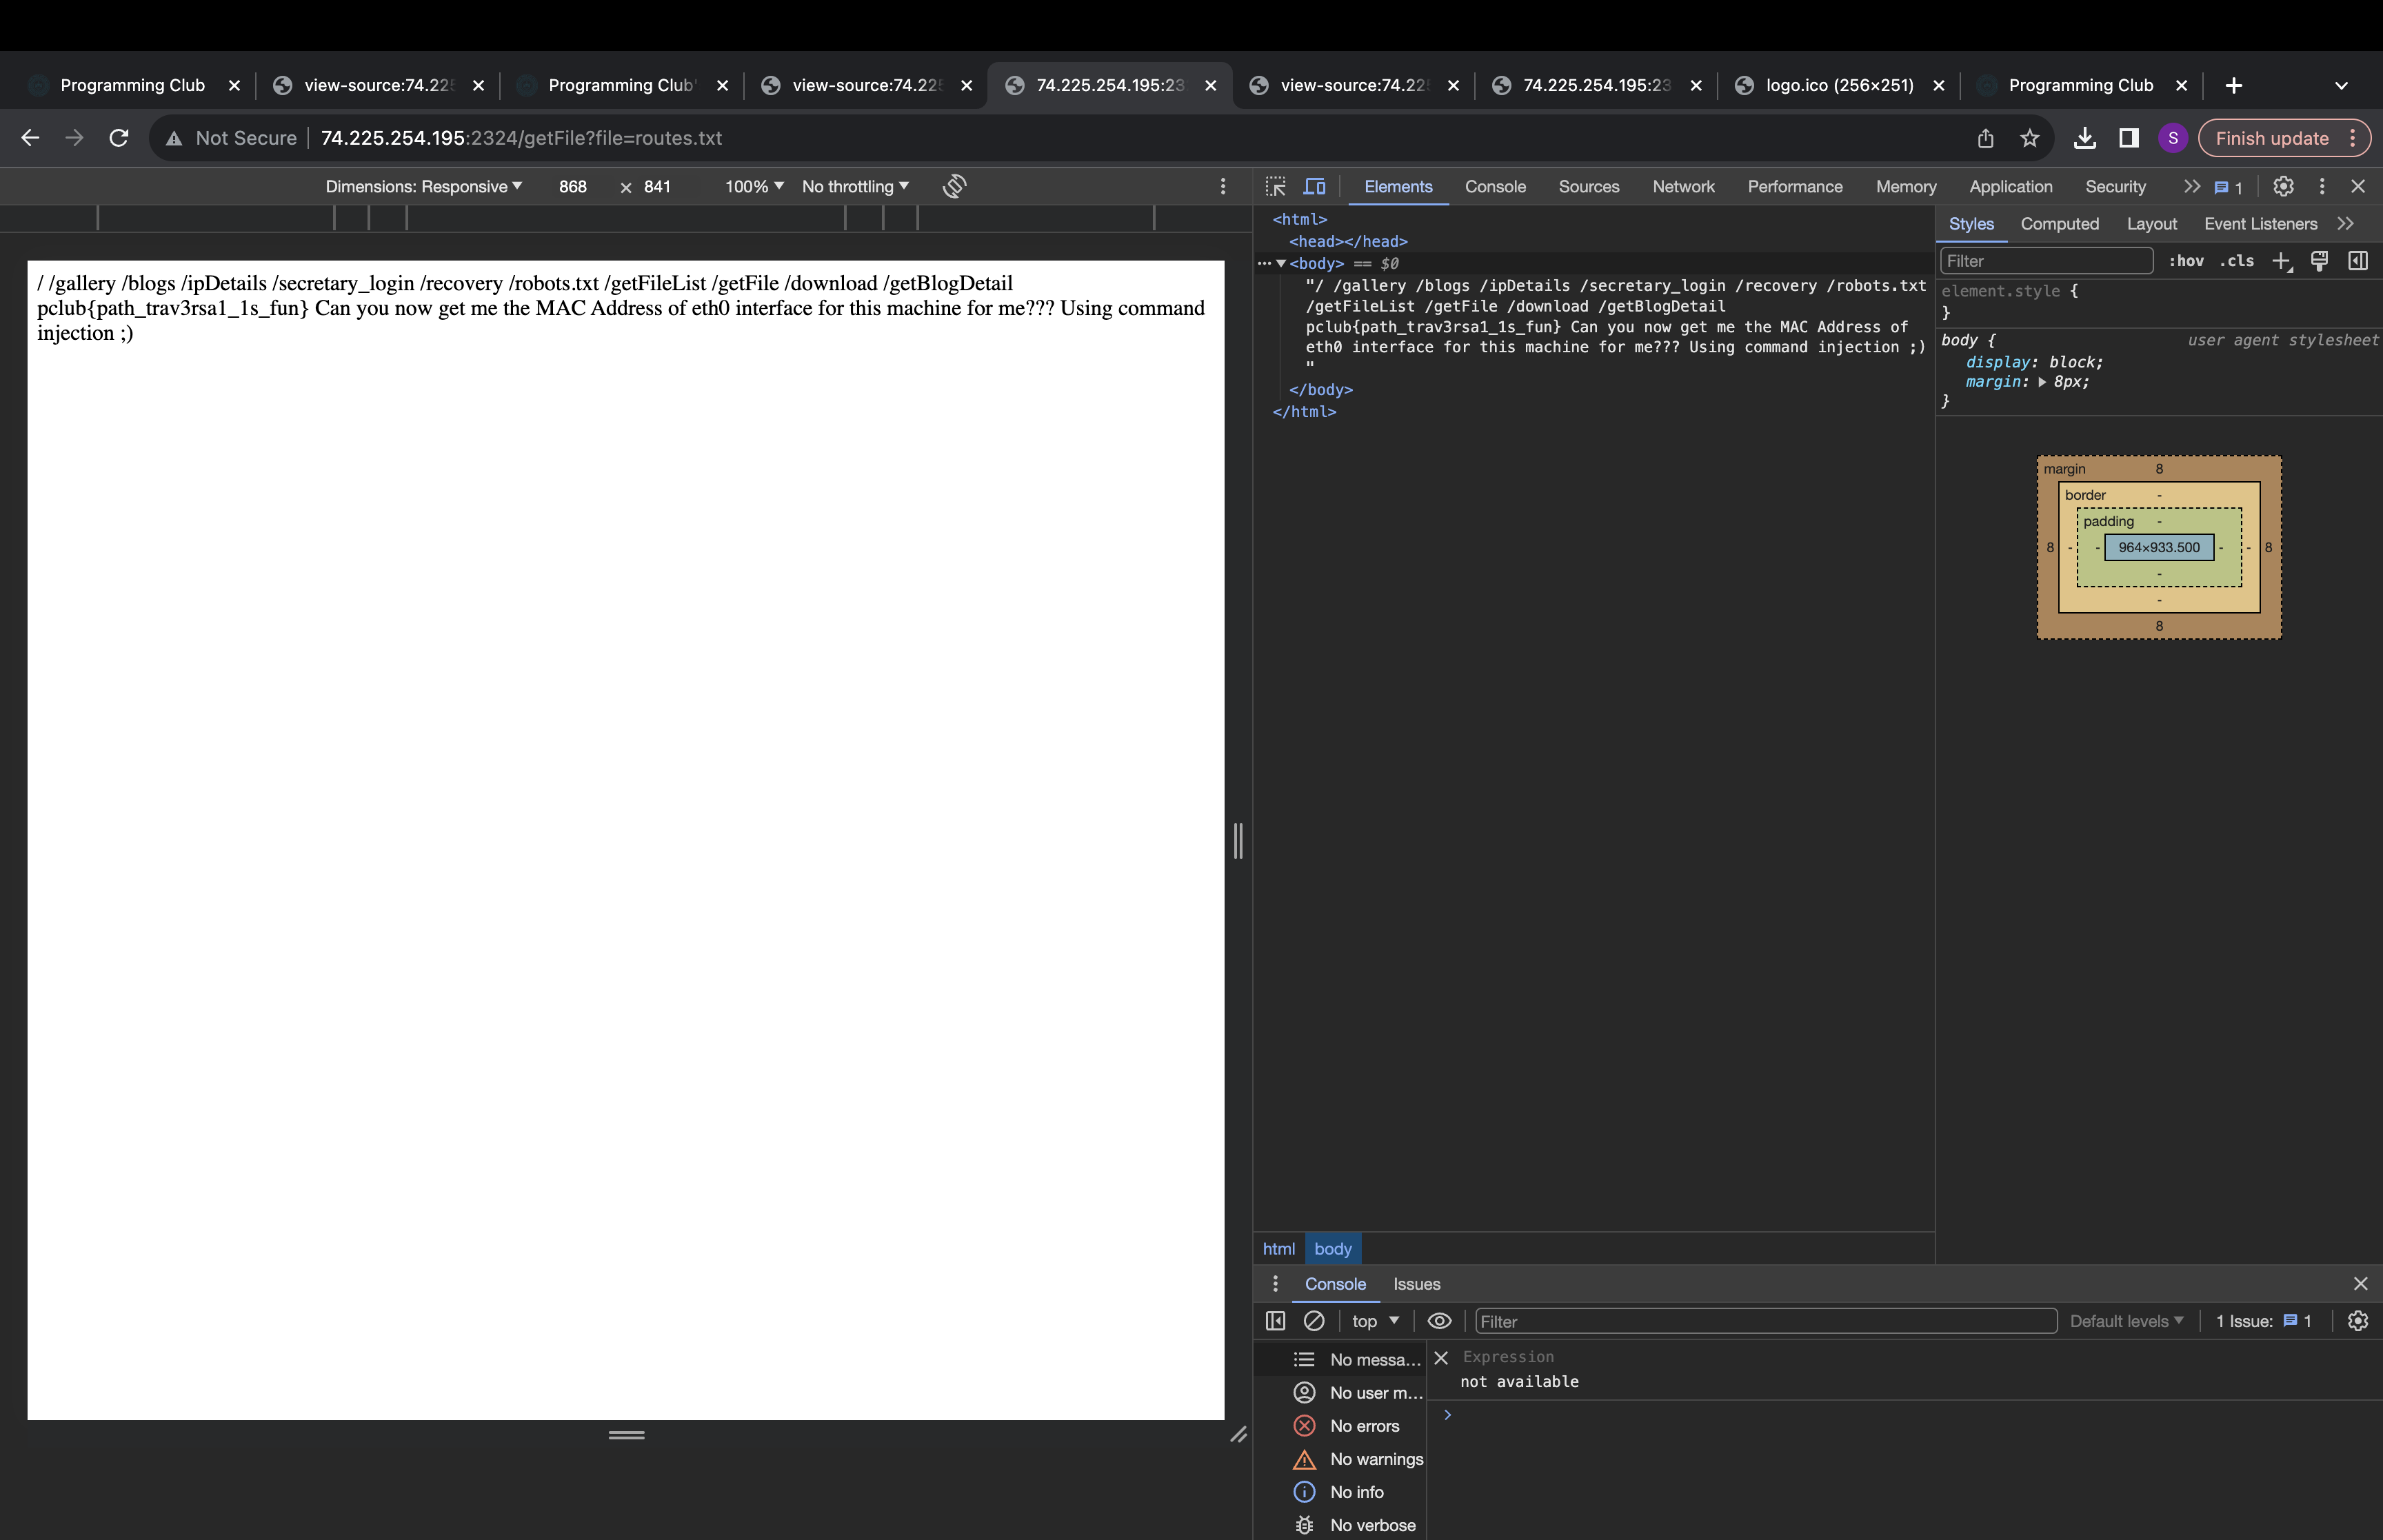 Programming Club
view-source:74.225
Programming Club'
view-source:74.225
74.225.254.195:23
view-source:74.225
74.225.254.195:23
logo.ico (256×251)
Programming Club
Not Secure
74.225.254.195:2324/getFile?file=routes.txt
S
Finish update
Dimensions: Responsive
868
×
841
100%
No throttling
Elements
Console
Sources
Network
Performance
Memory
Application
Security
1
/ /gallery /blogs /ipDetails /secretary_login /recovery /robots.txt /getFileList /getFile /download /getBlogDetail
pclub{path_trav3rsa1_1s_fun} Can you now get me the MAC Address of eth0 interface for this machine for me??? Using command
injection ;)
<html>
<head></head>
<body> == $0
"/ /gallery /blogs /ipDetails /secretary_login /recovery /robots.txt
/getFileList /getFile /download /getBlogDetail
pclub{path_trav3rsa1_1s_fun} Can you now get me the MAC Address of
eth0 interface for this machine for me??? Using command injection ;)
"
</body>
</html>
Styles
Computed
Layout
Event Listeners
Filter
:hov
.cls
element.style {
}
body {
user agent stylesheet
display: block;
margin: 8px;
}
margin
8
border
-
padding
-
8
-
-
964×933.500
-
-
8
-
-
8
html
body
Console
Issues
top
Filter
Default levels
1 Issue:
1
No messa...
No user m...
No errors
No warnings
No info
No verbose
Expression
not available